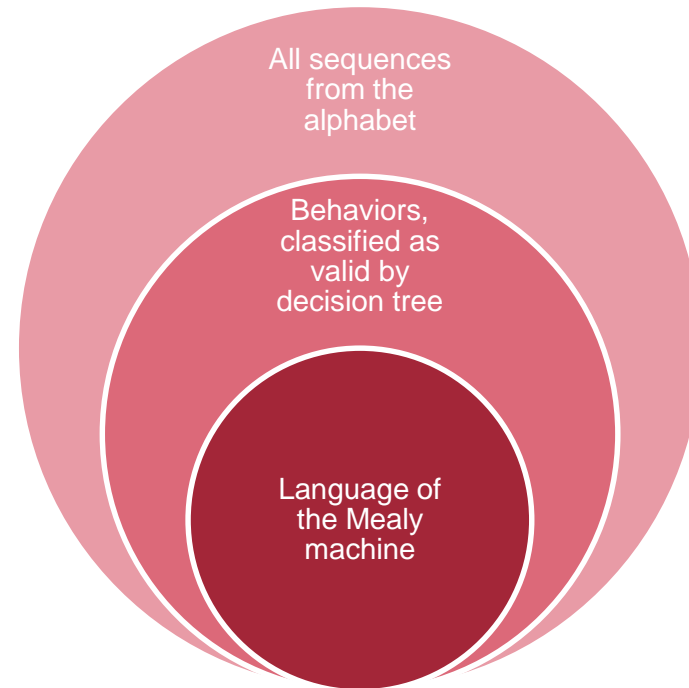 All sequences
from the
alphabet
Behaviors,
classified as
valid by
decision tree
Language of
the Mealy
machine